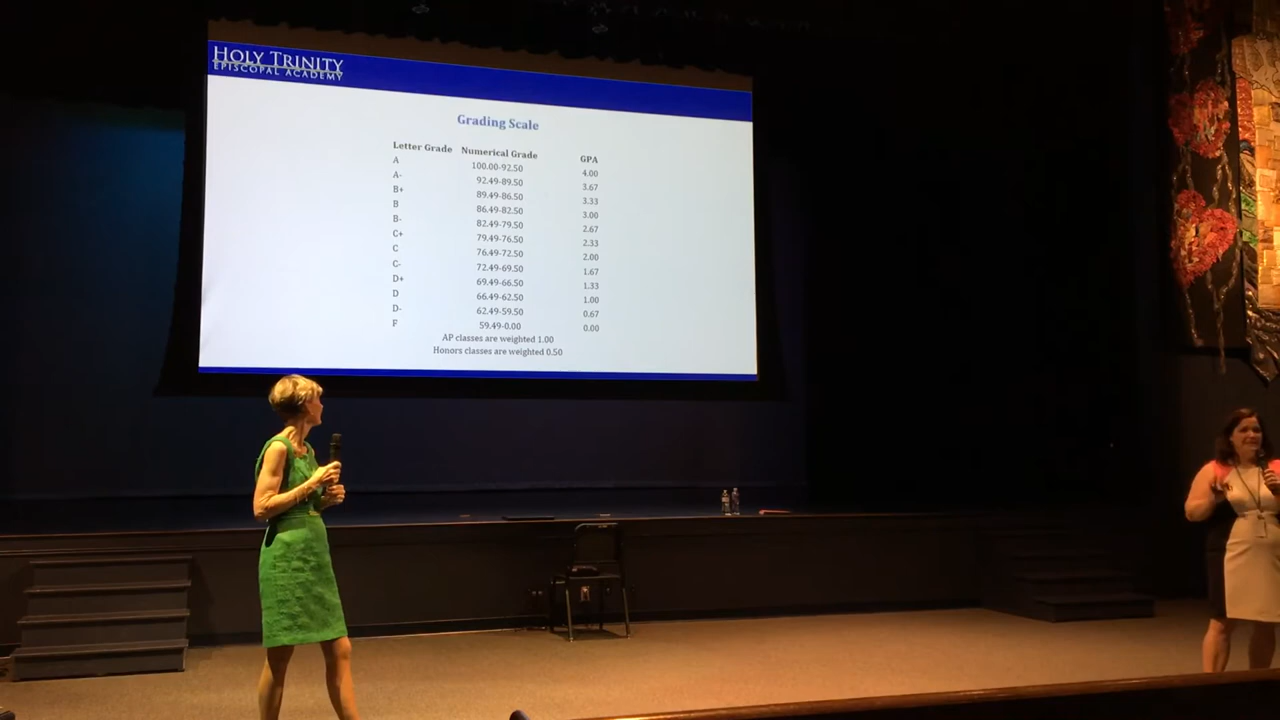 HOLY TRINITY
EPISCOPAL ACADEMY
Grading Scale
Letter Grade Numerical Grade GPA
A 100.00-92.50 4.00
A- 92.49-89.50 3.67
B+ 89.49-86.50 3.33
B 86.49-82.50 3.00
B- 82.49-79.50 2.67
C+ 79.49-76.50 2.33
C 76.49-72.50 2.00
C- 72.49-69.50 1.67
D+ 69.49-66.50 1.33
D 66.49-62.50 1.00
D- 62.49-59.50 0.67
F 59.49-0.00 0.00
AP classes are weighted 1.00
Honors classes are weighted 0.50